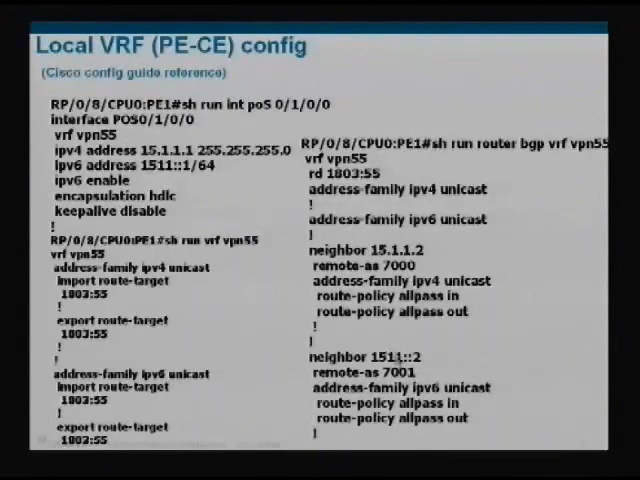 Local VRF (PE-CE) config
(Cisco config guide reference)
RP/0/8/CPU0:PE1#sh run int poS 0/1/0/0
interface POS0/1/0/0
vrf vpn55
ipv4 address 15.1.1.1 255.255.255.0
ipv6 address 1511::1/64
ipv6 enable
encapsulation hdlc
keepalive disable
!
RP/0/8/CPU0:PE1#sh run vrf vpn55
vrf vpn55
address-family ipv4 unicast
import route-target
1803:55
!
export route-target
1803:55
!
!
address-family ipv6 unicast
import route-target
1803:55
!
export route-target
1803:55
RP/0/8/CPU0:PE1#sh run router bgp vrf vpn55
vrf vpn55
rd 1803:55
address-family ipv4 unicast
!
address-family ipv6 unicast
!
neighbor 15.1.1.2
remote-as 7000
address-family ipv4 unicast
route-policy allpass in
route-policy allpass out
!
!
neighbor 1511::2
remote-as 7001
address-family ipv6 unicast
route-policy allpass in
route-policy allpass out
!